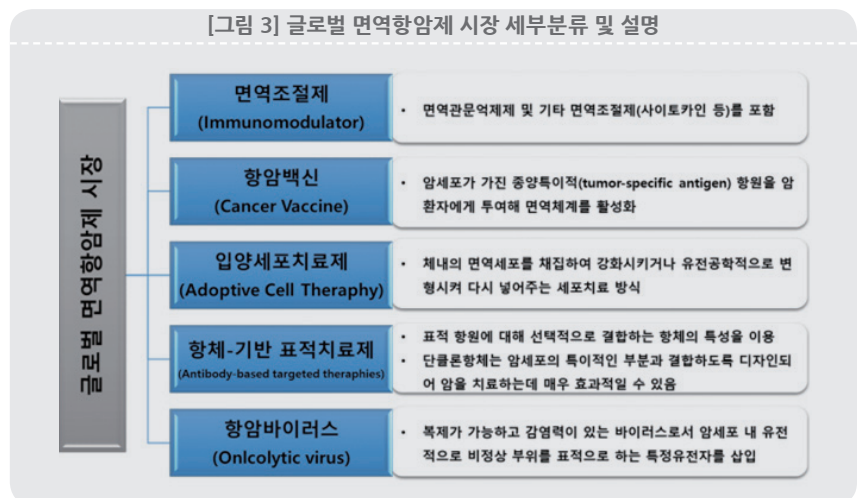 [그림 3] 글로벌 면역항암제 시장 세부분류 및 설명
글로벌 면역항암제 시장
면역조절제
(Immunomodulator)
• 면역관문억제제 및 기타 면역조절제(사이토카인 등)를 포함
항암백신
(Cancer Vaccine)
• 암세포가 가진 종양특이적(tumor-specific antigen) 항원을 암
환자에게 투여해 면역체계를 활성화
입양세포치료제
(Adoptive Cell Theraphy)
• 체내의 면역세포를 채집하여 강화시키거나 유전공학적으로 변
형시켜 다시 넣어주는 세포치료 방식
항체-기반 표적치료제
(Antibody-based targeted theraphies)
• 표적 항원에 대해 선택적으로 결합하는 항체의 특성을 이용
• 단클론항체는 암세포의 특이적인 부분과 결합하도록 디자인되
어 암을 치료하는데 매우 효과적일 수 있음
항암바이러스
(Onlcolytic virus)
• 복제가 가능하고 감염력이 있는 바이러스로서 암세포 내 유전
적으로 비정상 부위를 표적으로 하는 특정유전자를 삽입